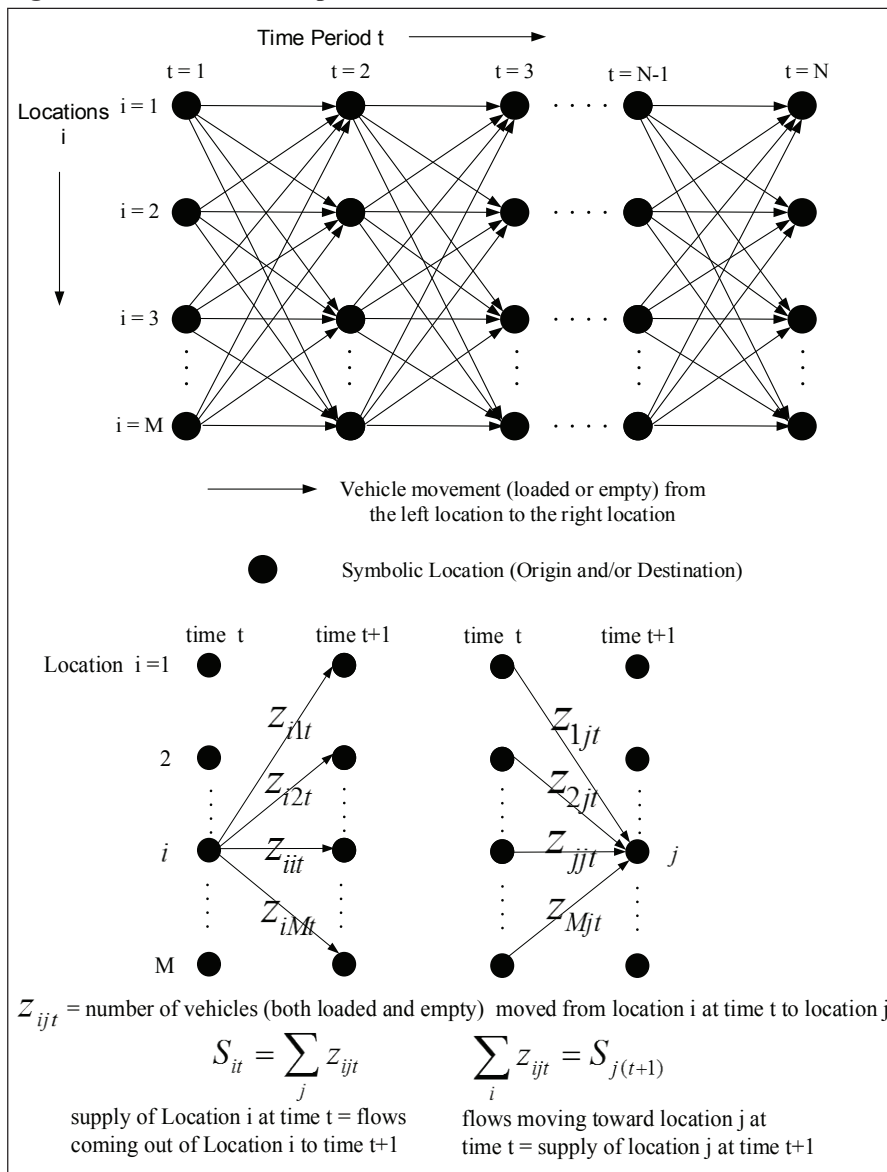 Time Period t
t = 1 t = 2 t = 3 t = N-1 t = N
Locations
i
i = 1
i = 2
i = 3
i = M
Vehicle movement (loaded or empty) from
the left location to the right location
Symbolic Location (Origin and/or Destination)
time t time t+1 time t time t+1
Location i =1
2
i
M
z_{i1t}
z_{i2t}
z_{iit}
z_{iMt}
z_{1jt}
z_{2jt}
z_{jjt}
z_{Mjt}
j
z_{ijt} = number of vehicles (both loaded and empty) moved from location i at time t to location j
S_{it} = \sum_{j} z_{ijt}
\sum_{i} z_{ijt} = S_{j(t+1)}
supply of Location i at time t = flows
coming out of Location i to time t+1
flows moving toward location j at
time t = supply of location j at time t+1